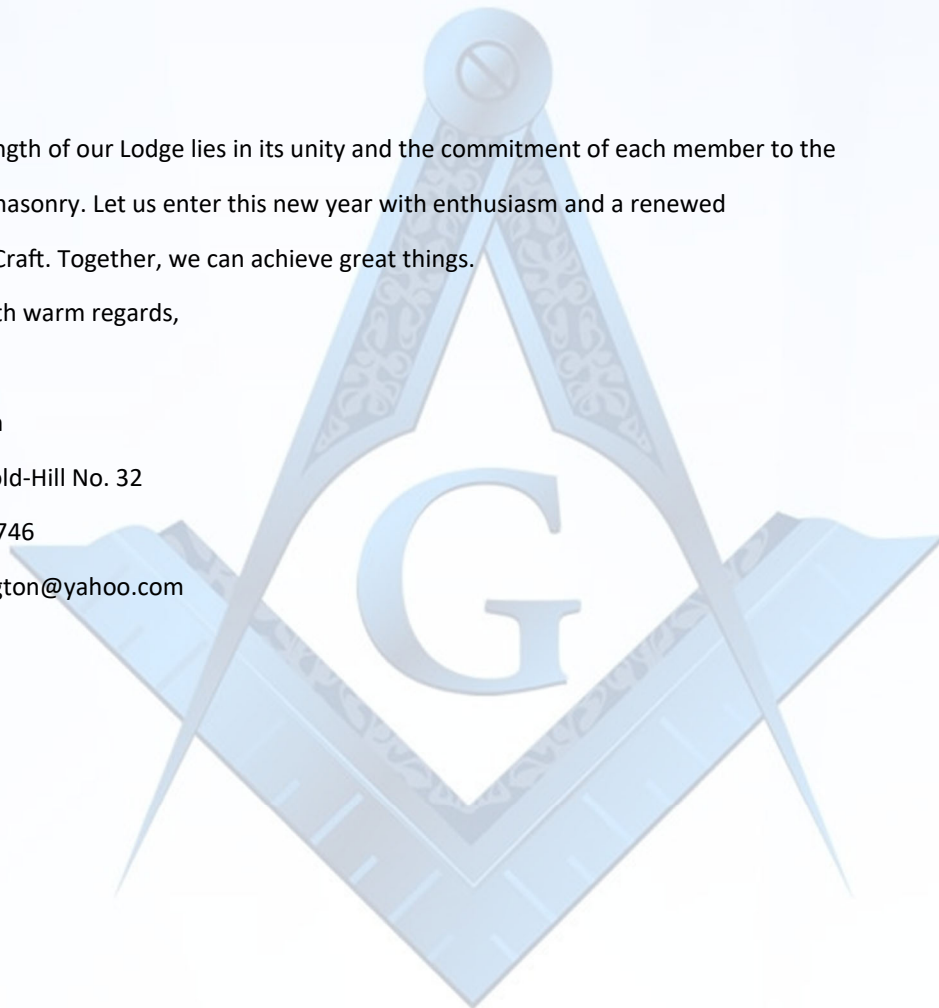 ngth of our Lodge lies in its unity and the commitment of each member to the
masonry. Let us enter this new year with enthusiasm and a renewed
Craft. Together, we can achieve great things.
th warm regards,
n
old-Hill No. 32
746
gton@yahoo.com
G